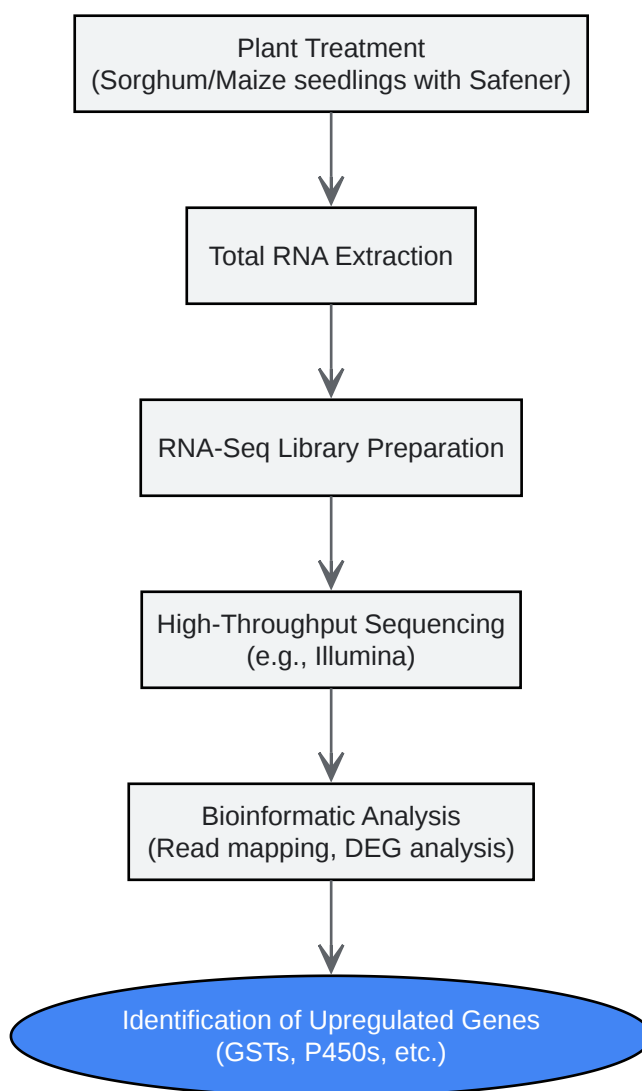 Plant Treatment
(Sorghum/Maize seedlings with Safener)
Total RNA Extraction
RNA-Seq Library Preparation
High-Throughput Sequencing
(e.g., Illumina)
Bioinformatic Analysis
(Read mapping, DEG analysis)
Identification of Upregulated Genes
(GSTs, P450s, etc.)